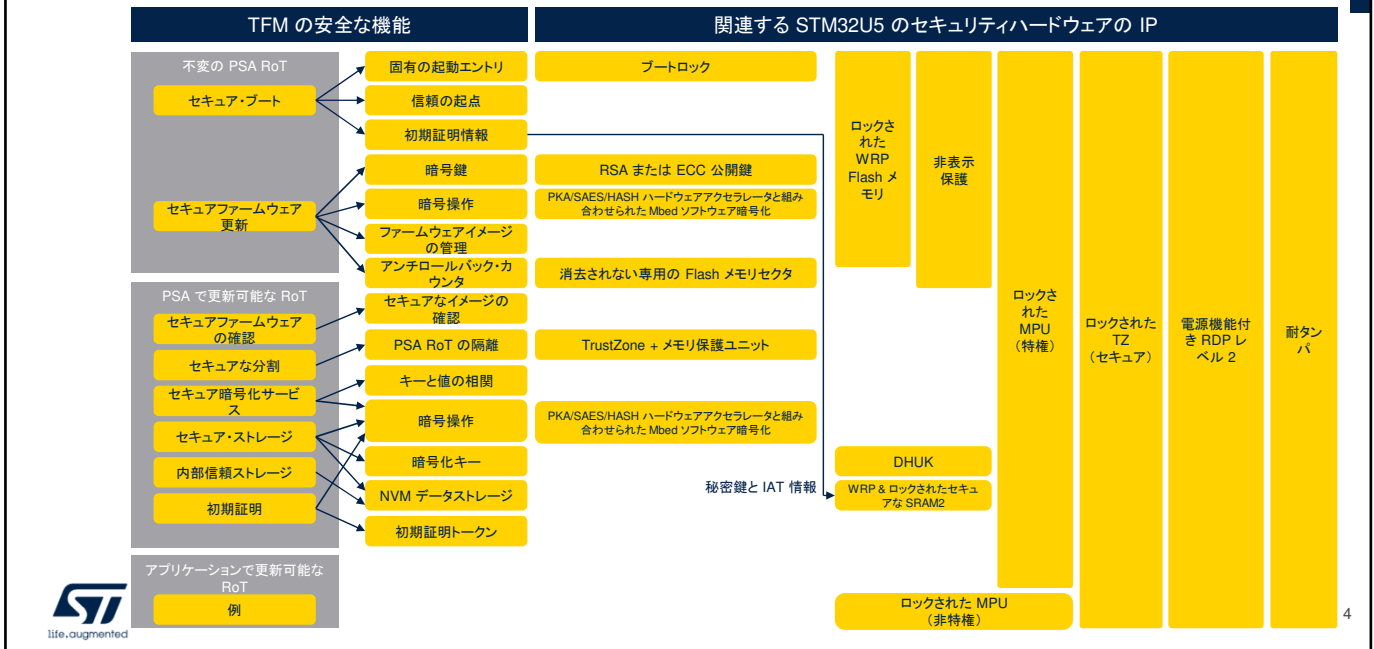 TFM の安全な機能
関連する STM32U5 のセキュリティハードウェアの IP
不変の PSA RoT
セキュア・ブート
セキュアファームウェア
更新
固有の起動エントリ
信頼の起点
初期証明情報
暗号鍵
暗号操作
ファームウェアイメージ
の管理
アンチロールバック・カ
ウンタ
ブートロック
RSA または ECC 公開鍵
PKA/SAES/HASH ハードウェアアクセラレータと組み
合わせられた Mbed ソフトウェア暗号化
消去されない専用の Flash メモリセクタ
PSA で更新可能な RoT
セキュアファームウェア
の確認
セキュアな分割
セキュア暗号化サービ
ス
セキュア・ストレージ
内部信頼ストレージ
初期証明
セキュアなイメージの
確認
PSA RoT の隔離
キーと値の相関
暗号操作
暗号化キー
NVM データストレージ
初期証明トークン
TrustZone + メモリ保護ユニット
PKA/SAES/HASH ハードウェアアクセラレータと組み
合わせられた Mbed ソフトウェア暗号化
秘密鍵と IAT 情報
ロックさ
れた
WRP
Flash メ
モリ
非表示
保護
DHUK
WRP & ロックされたセキュ
アな SRAM2
ロックさ
れた
MPU
（特権）
ロックされた
TZ
（セキュア）
電源機能付
き RDP レ
ベル 2
耐タン
パ
アプリケーションで更新可能な
RoT
例
ロックされた MPU
（非特権）
ST
life.augmented
4